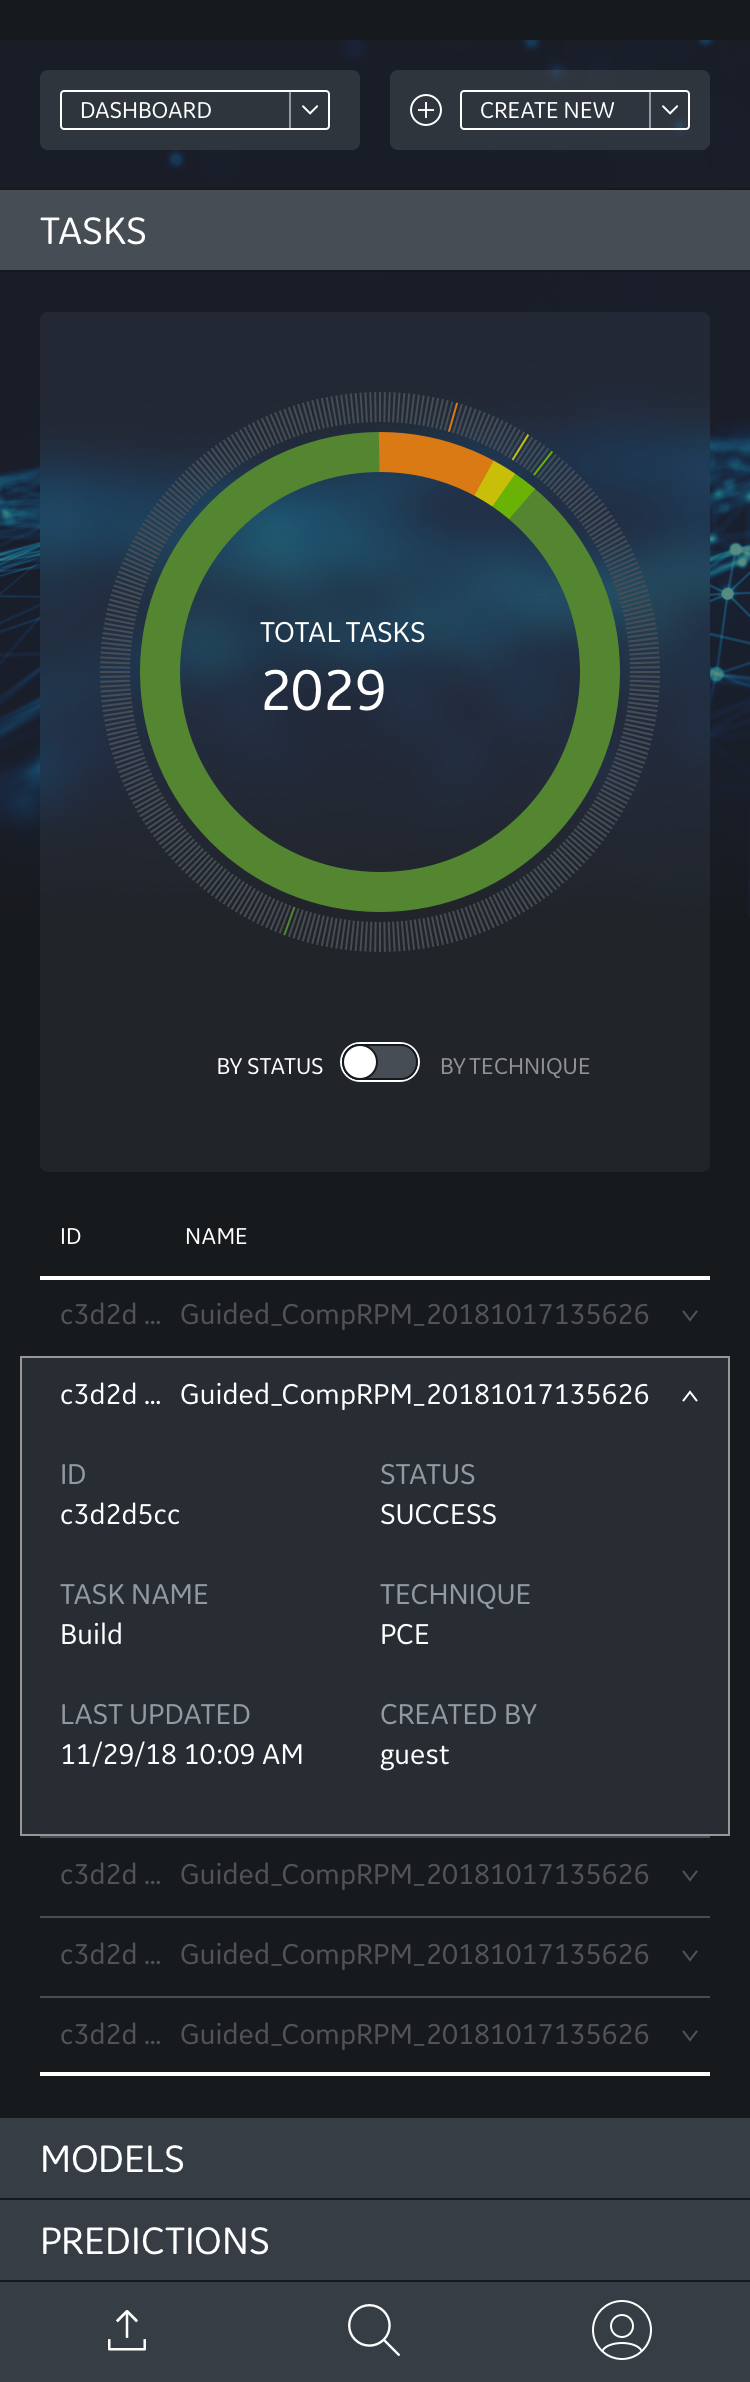 DASHBOARD
CREATE NEW
TASKS
TOTAL TASKS
2029
BY STATUS BY TECHNIQUE
ID NAME
c3d2d ... Guided_CompRPM_20181017135626
c3d2d ... Guided_CompRPM_20181017135626
ID STATUS
c3d2d5cc SUCCESS
TASK NAME TECHNIQUE
Build PCE
LAST UPDATED CREATED BY
11/29/18 10:09 AM guest
c3d2d ... Guided_CompRPM_20181017135626
c3d2d ... Guided_CompRPM_20181017135626
c3d2d ... Guided_CompRPM_20181017135626
MODELS
PREDICTIONS